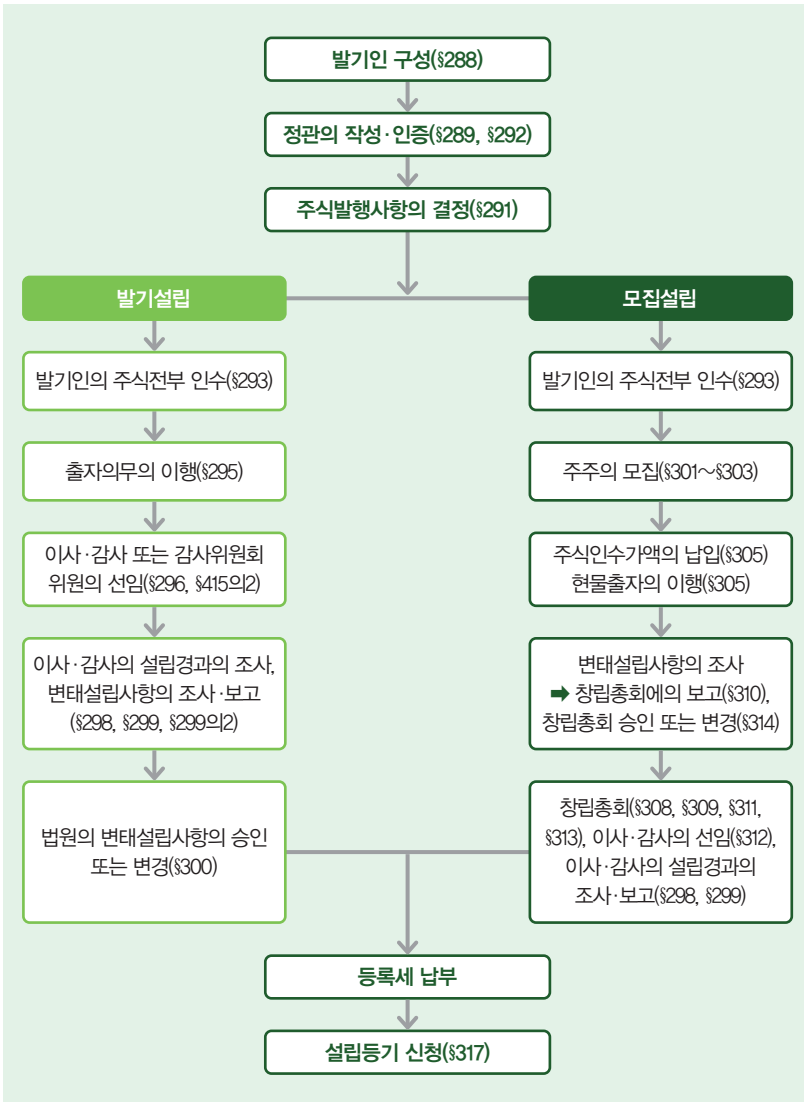 발기인 구성(§288)
정관의 작성·인증(§289, §292)
주식발행사항의 결정(§291)
발기설립
발기인의 주식전부 인수(§293)
출자의무의 이행(§295)
이사·감사 또는 감사위원회
위원의 선임(§296, §415의2)
이사·감사의 설립경과의 조사,
변태설립사항의 조사·보고
(§298, §299, §299의2)
법원의 변태설립사항의 승인
또는 변경(§300)
모집설립
발기인의 주식전부 인수(§293)
주주의 모집(§301~§303)
주식인수가액의 납입(§305)
현물출자의 이행(§305)
변태설립사항의 조사
➡ 창립총회에의 보고(§310),
창립총회 승인 또는 변경(§314)
창립총회(§308, §309, §311,
§313), 이사·감사의 선임(§312),
이사·감사의 설립경과의
조사·보고(§298, §299)
등록세 납부
설립등기 신청(§317)